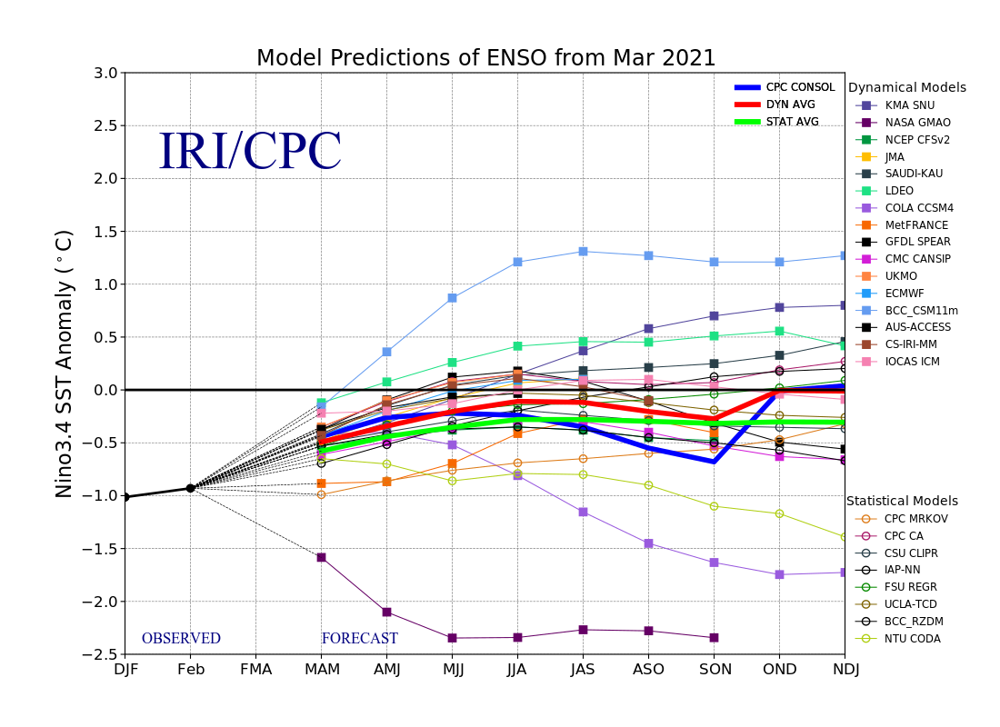 Model Predictions of ENSO from Mar 2021
IRI/CPC
CPC CONSOL
DYN AVG
STAT AVG
Dynamical Models
KMA SNU
NASA GMAO
NCEP CFSv2
JMA
SAUDI-KAU
LDEO
COLA CCSM4
MetFRANCE
GFDL SPEAR
CMC CANSIP
UKMO
ECMWF
BCC_CSM11m
AUS-ACCESS
CS-IRI-MM
IOCAS ICM
Statistical Models
CPC MRKOV
CPC CA
CSU CLIPR
IAP-NN
FSU REGR
UCLA-TCD
BCC_RZDM
NTU CODA
Nino3.4 SST Anomaly (°C)
3.0
2.5
2.0
1.5
1.0
0.5
0.0
−0.5
−1.0
−1.5
−2.0
−2.5
OBSERVED FORECAST
DJF Feb FMA MAM AMJ MJJ JJA JAS ASO SON OND NDJ